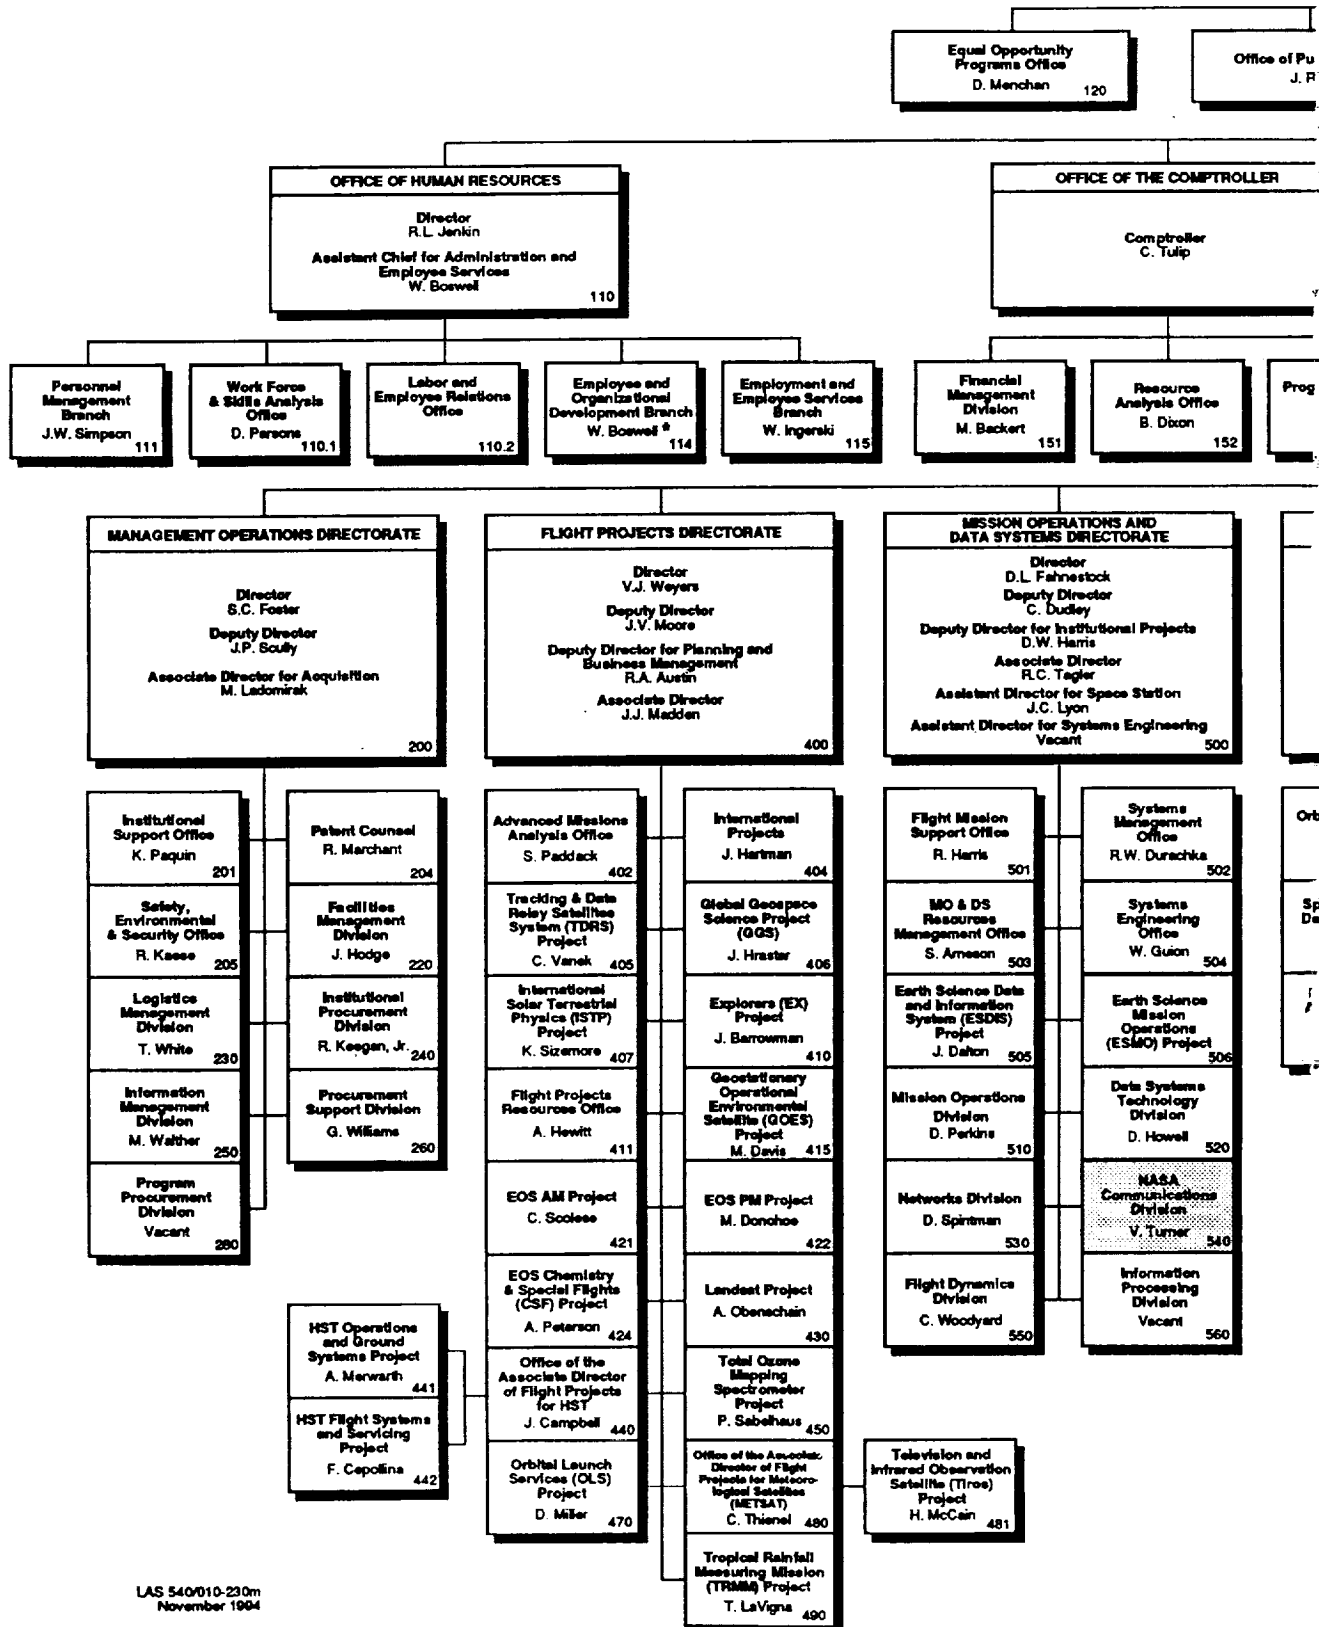 Equal Opportunity
Programs Office
D. Menchan
120
Office of Pu
J. R
OFFICE OF HUMAN RESOURCES
Director
R.L. Jenkin
Assistant Chief for Administration and
Employee Services
W. Boswell
110
OFFICE OF THE COMPTROLLER
Comptroller
C. Tulip
Personnel
Management
Branch
J.W. Simpson
111
Work Force
& Skills Analysis
Office
D. Parsons
110.1
Labor and
Employee Relations
Office
110.2
Employee and
Organizational
Development Branch
W. Boswell *
114
Employment and
Employee Services
Branch
W. Ingerski
115
Financial
Management
Division
M. Backert
151
Resource
Analysis Office
B. Dixon
152
Prog
MANAGEMENT OPERATIONS DIRECTORATE
Director
S.C. Foster
Deputy Director
J.P. Scully
Associate Director for Acquisition
M. Ladomirak
200
FLIGHT PROJECTS DIRECTORATE
Director
V.J. Weyers
Deputy Director
J.V. Moore
Deputy Director for Planning and
Business Management
R.A. Austin
Associate Director
J.J. Madden
400
MISSION OPERATIONS AND
DATA SYSTEMS DIRECTORATE
Director
D.L. Fahnestock
Deputy Director
C. Dudley
Deputy Director for Institutional Projects
D.W. Harris
Associate Director
R.C. Tagler
Assistant Director for Space Station
J.C. Lyon
Assistant Director for Systems Engineering
Vacant
500
Institutional
Support Office
K. Paquin
201
Patent Counsel
R. Marchant
204
Safety,
Environmental
& Security Office
R. Kaese
205
Facilities
Management
Division
J. Hodge
220
Logistics
Management
Division
T. White
230
Institutional
Procurement
Division
R. Keegan, Jr.
240
Information
Management
Division
M. Walther
250
Procurement
Support Division
G. Williams
260
Program
Procurement
Division
Vacant
280
Advanced Missions
Analysis Office
S. Paddack
402
International
Projects
J. Hartman
404
Tracking & Data
Relay Satellites
System (TDRS)
Project
C. Vanek
405
Global Geospace
Science Project
(GGS)
J. Hrastar
406
International
Solar Terrestrial
Physics (ISTP)
Project
K. Sizemore
407
Explorers (EX)
Project
J. Barrowman
410
Flight Projects
Resources Office
A. Hewitt
411
Geostationary
Operational
Environmental
Satellite (GOES)
Project
M. Davis
415
EOS AM Project
C. Scolese
421
EOS PM Project
M. Donohoe
422
EOS Chemistry
& Special Flights
(CSF) Project
A. Peterson
424
Landsat Project
A. Obenschain
430
HST Operations
and Ground
Systems Project
A. Merwarth
441
Office of the
Associate Director
of Flight Projects
for HST
J. Campbell
440
Total Ozone
Mapping
Spectrometer
Project
P. Sabelhaus
450
HST Flight Systems
and Servicing
Project
F. Cepollina
442
Orbital Launch
Services (OLS)
Project
D. Miller
470
Office of the Associate
Director of Flight
Projects for Meteoro-
logical Satellites
(METSAT)
C. Thienel
480
Television and
Infrared Observation
Satellite (Tiros)
Project
H. McCain
481
Tropical Rainfall
Measuring Mission
(TRMM) Project
T. LaVigna
490
Flight Mission
Support Office
R. Harris
501
Systems
Management
Office
R.W. Durachka
502
MO & DS
Resources
Management Office
S. Arneson
503
Systems
Engineering
Office
W. Guion
504
Earth Science Data
and Information
System (ESDIS)
Project
J. Dalton
505
Earth Science
Mission
Operations
(ESMO) Project
506
Mission Operations
Division
D. Perkins
510
Data Systems
Technology
Division
D. Howell
520
Networks Division
D. Spintman
530
NASA
Communications
Division
V. Turner
540
Flight Dynamics
Division
C. Woodyard
550
Information
Processing
Division
Vacant
560
Orb
Sp
Da
LAS 540/010-230m
November 1994